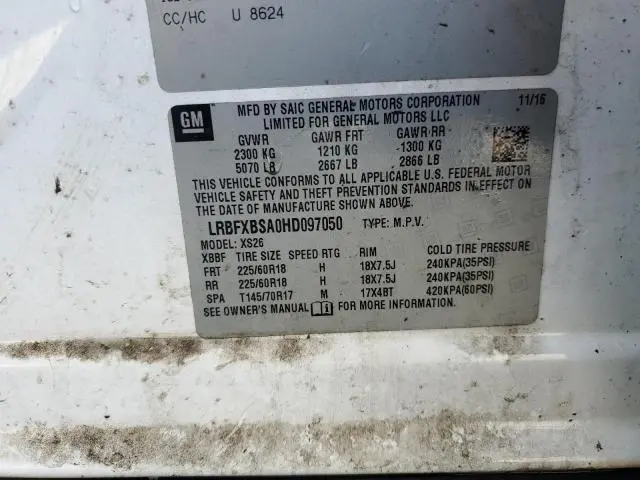 CC/HC U 8624
GM
MFD BY SAIC GENERAL MOTORS CORPORATION 11/16
LIMITED FOR GENERAL MOTORS LLC
GVWR GAWR FRT GAWR RR
2300 KG 1210 KG 1300 KG
5070 LB 2667 LB 2866 LB
THIS VEHICLE CONFORMS TO ALL APPLICABLE U.S. FEDERAL MOTOR
VEHICLE SAFETY AND THEFT PREVENTION STANDARDS IN EFFECT ON
THE DATE OF MANUFACTURE SHOWN ABOVE.
LRBFXBSA0HD097050 TYPE: M.P.V.
MODEL: XS26
XBBF TIRE SIZE SPEED RTG RIM COLD TIRE PRESSURE
FRT 225/60R18 H 18X7.5J 240KPA(35PSI)
RR 225/60R18 H 18X7.5J 240KPA(35PSI)
SPA T145/70R17 M 17X4BT 420KPA(60PSI)
SEE OWNER'S MANUAL FOR MORE INFORMATION.